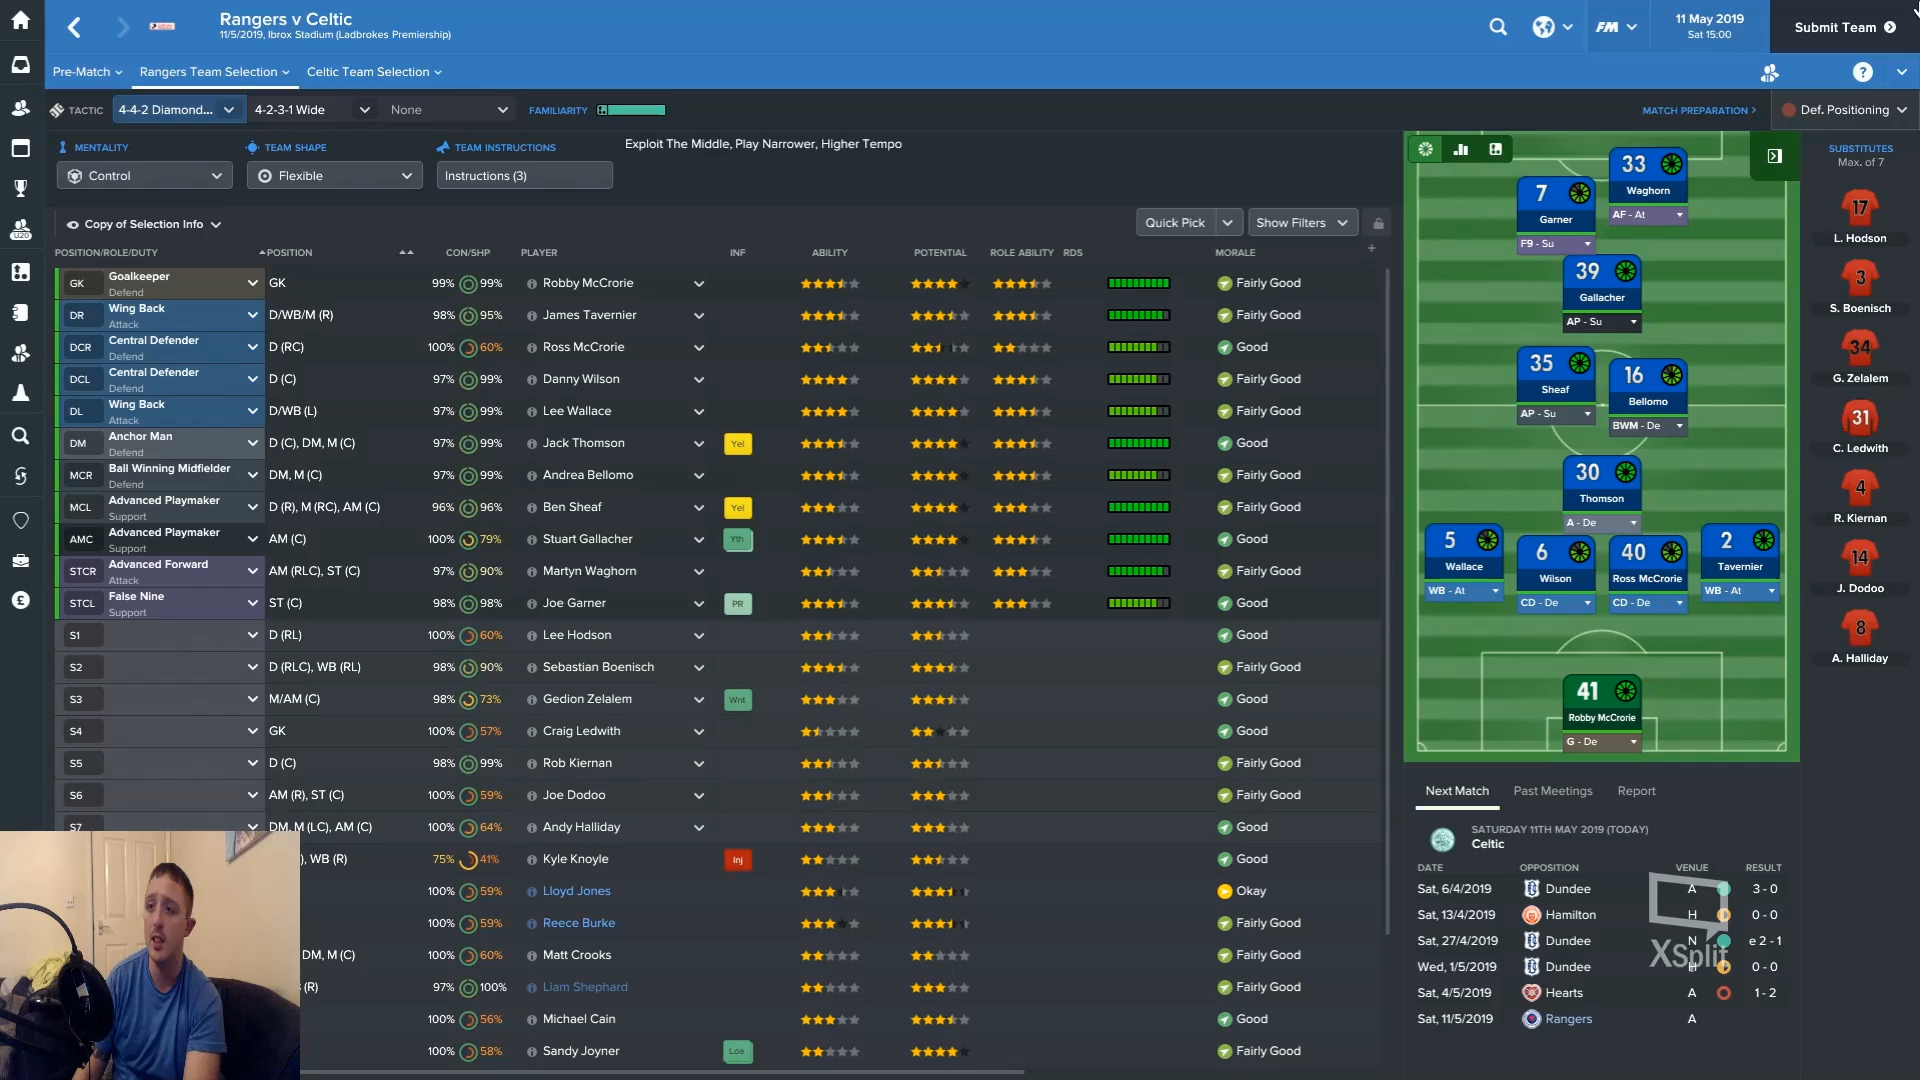 Rangers v Celtic
11/5/2019, Ibrox Stadium (Ladbrokes Premiership)
FM
11 May 2019
Sat 15:00
Submit Team
Pre-Match
Rangers Team Selection
Celtic Team Selection
TACTIC
4-4-2 Diamond...
4-2-3-1 Wide
None
FAMILIARITY
MATCH PREPARATION >
Def. Positioning
MENTALITY
TEAM SHAPE
TEAM INSTRUCTIONS
Exploit The Middle, Play Narrower, Higher Tempo
Control
Flexible
Instructions (3)
Copy of Selection Info
Quick Pick
Show Filters
POSITION/ROLE/DUTY POSITION CON/SHP PLAYER INF ABILITY POTENTIAL ROLE ABILITY RDS MORALE
GK Goalkeeper Defend GK 99% 99% Robby McCrorie Fairly Good
DR Wing Back Attack D/WB/M (R) 98% 95% James Tavernier Fairly Good
DCR Central Defender Defend D (RC) 100% 60% Ross McCrorie Good
DCL Central Defender Defend D (C) 97% 99% Danny Wilson Fairly Good
DL Wing Back Attack D/WB (L) 97% 99% Lee Wallace Fairly Good
DM Anchor Man Defend D (C), DM, M (C) 97% 99% Jack Thomson Yel Good
MCR Ball Winning Midfielder Defend DM, M (C) 97% 99% Andrea Bellomo Fairly Good
MCL Advanced Playmaker Support D (R), M (RC), AM (C) 96% 96% Ben Sheaf Yel Fairly Good
AMC Advanced Playmaker Support AM (C) 100% 79% Stuart Gallacher Yth Good
STCR Advanced Forward Attack AM (RLC), ST (C) 97% 90% Martyn Waghorn Fairly Good
STCL False Nine Support ST (C) 98% 98% Joe Garner PR Good
S1 D (RL) 100% 60% Lee Hodson Good
S2 D (RLC), WB (RL) 98% 90% Sebastian Boenisch Fairly Good
S3 M/AM (C) 98% 73% Gedion Zelalem Wnt Good
S4 GK 100% 57% Craig Ledwith Good
S5 D (C) 98% 99% Rob Kiernan Fairly Good
S6 AM (R), ST (C) 100% 59% Joe Dodoo Fairly Good
S7 DM, M (LC), AM (C) 100% 64% Andy Halliday Good
), WB (R) 75% 41% Kyle Knoyle Inj Good
100% 59% Lloyd Jones Okay
100% 59% Reece Burke Fairly Good
DM, M (C) 100% 60% Matt Crooks Fairly Good
(R) 97% 100% Liam Shephard Fairly Good
100% 56% Michael Cain Good
100% 58% Sandy Joyner Loa Fairly Good
33
Waghorn
AF - At
7
Garner
F9 - Su
39
Gallacher
AP - Su
35
Sheaf
AP - Su
16
Bellomo
BWM - De
30
Thomson
A - De
5
Wallace
WB - At
6
Wilson
CD - De
40
Ross McCrorie
CD - De
2
Tavernier
WB - At
41
Robby McCrorie
G - De
SUBSTITUTES
Max. of 7
17
L. Hodson
3
S. Boenisch
34
G. Zelalem
31
C. Ledwith
4
R. Kiernan
14
J. Dodoo
8
A. Halliday
Next Match
Past Meetings
Report
SATURDAY 11TH MAY 2019 (TODAY)
Celtic
DATE OPPOSITION VENUE RESULT
Sat, 6/4/2019 Dundee A 3 - 0
Sat, 13/4/2019 Hamilton H 0 - 0
Sat, 27/4/2019 Dundee N e 2 - 1
Wed, 1/5/2019 Dundee H 0 - 0
Sat, 4/5/2019 Hearts A 1 - 2
Sat, 11/5/2019 Rangers A
XSplit